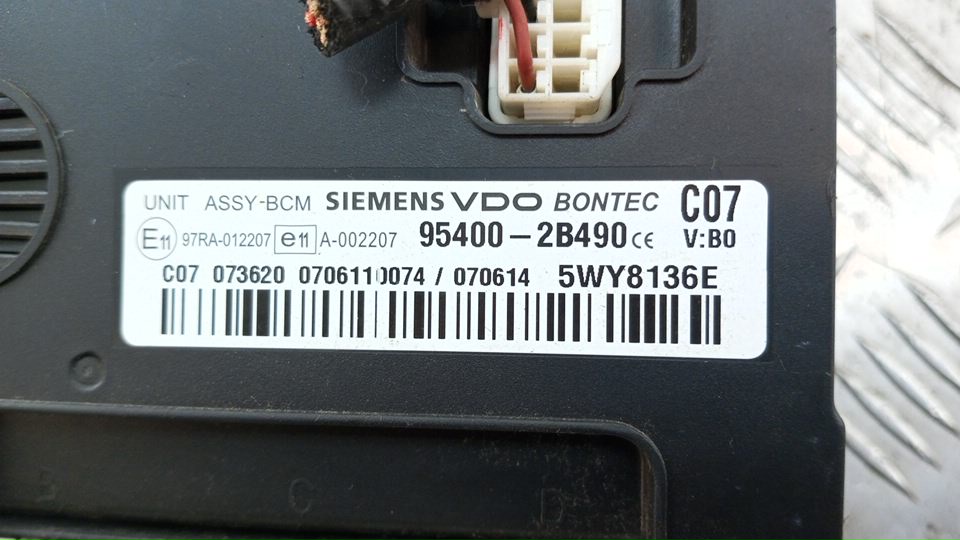 UNIT ASSY-BCM SIEMENS VDO BONTEC C07
E11 97RA-012207 e11 A-002207 95400-2B490 CE V:B0
C07 073620 0706110074 / 070614 5WY8136E
B C D